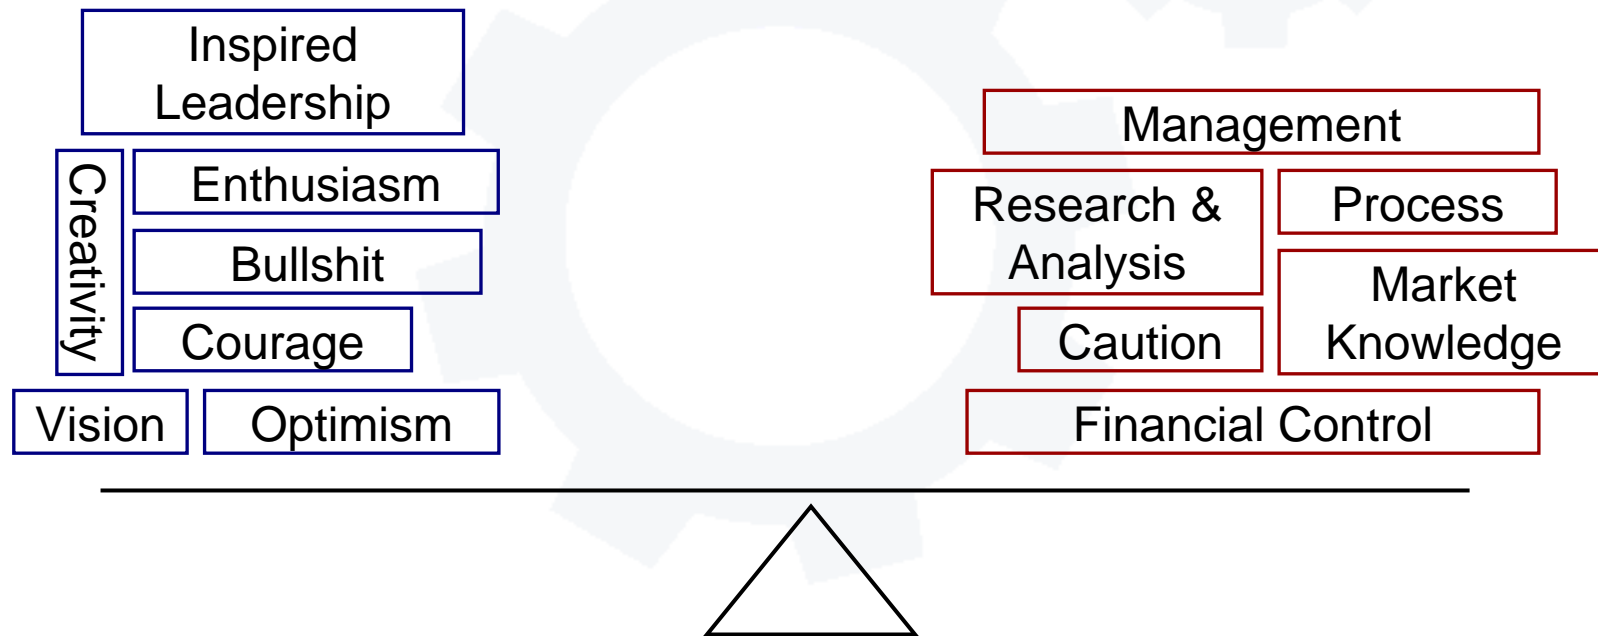 Inspired
Leadership
Creativity
Enthusiasm
Bullshit
Courage
Vision
Optimism
Management
Research &
Analysis
Process
Market
Knowledge
Caution
Financial Control